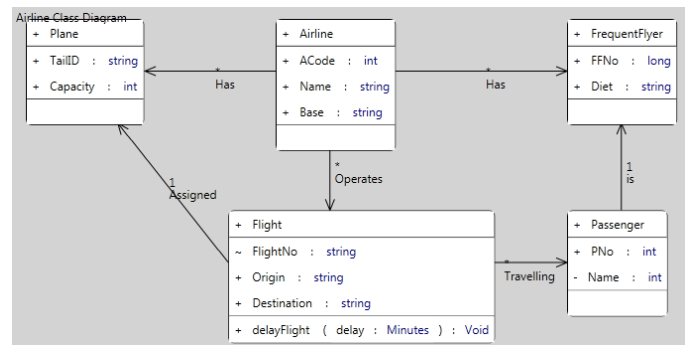 Airline Class Diagram
+ Plane
+ TailID : string
+ Capacity : int
+ Airline
+ ACode : int
+ Name : string
+ Base : string
+ FrequentFlyer
+ FFNo : long
+ Diet : string
*
Has
*
Has
*
Operates
1
Assigned
1
is
+ Flight
~ FlightNo : string
+ Origin : string
+ Destination : string
+ delayFlight ( delay : Minutes ) : Void
*
Travelling
+ Passenger
+ PNo : int
- Name : int